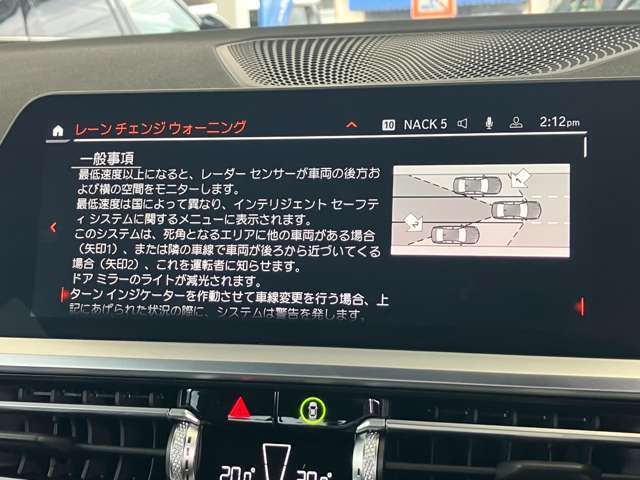 レーン チェンジ ウォーニング
10 NACK 5 2:12pm
一般事項
最低速度以上になると、レーダー センサーが車両の後方お
よび横の空間をモニターします。
最低速度は国によって異なり、インテリジェント セーフテ
ィ システムに関するメニューに表示されます。
このシステムは、死角となるエリアに他の車両がある場合
（矢印1）、または隣の車線で車両が後ろから近づいてくる
場合（矢印2）、これを運転者に知らせます。
ドア ミラーのライトが減光されます。
ターン インジケーターを作動させて車線変更を行う場合、上
記にあげられた状況の際に、システムは警告を発します。